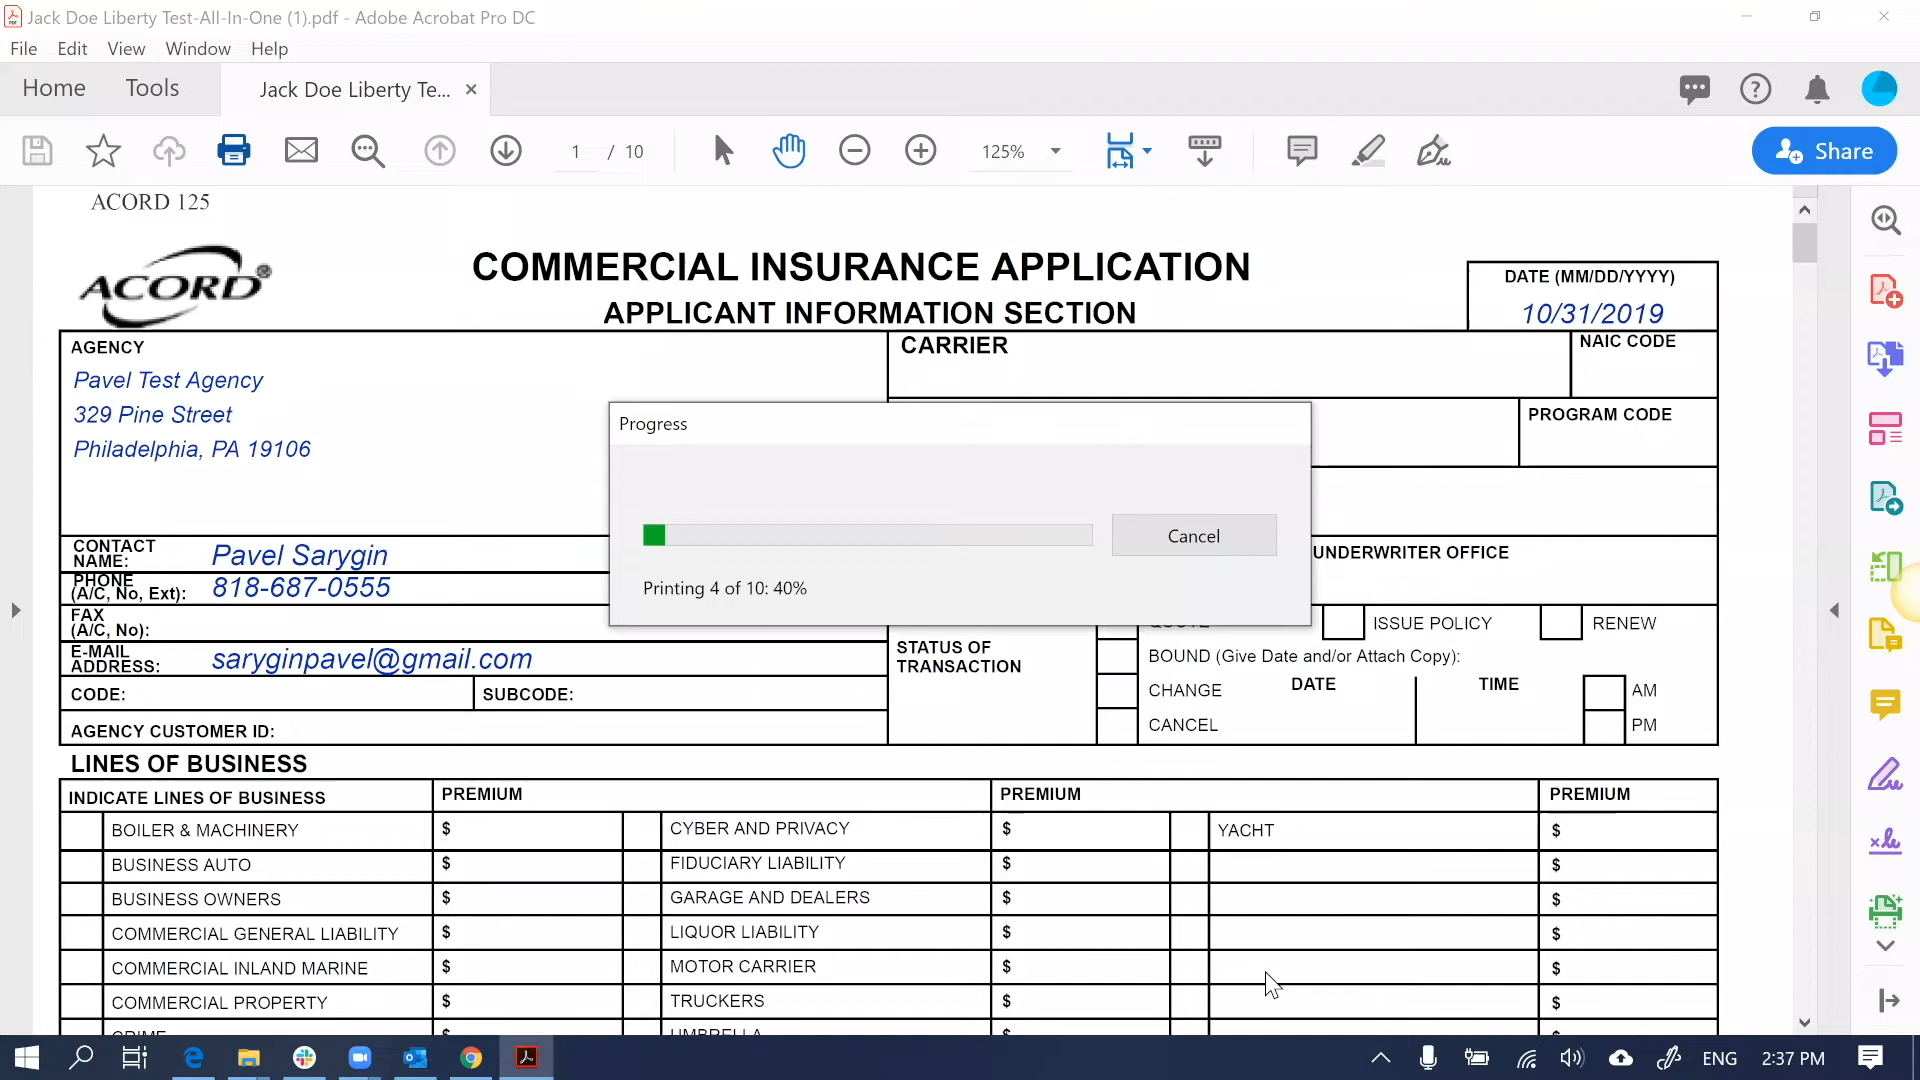 Jack Doe Liberty Test-All-In-One (1).pdf - Adobe Acrobat Pro DC
File Edit View Window Help
Home Tools Jack Doe Liberty Te... ×
1 / 10 125% Share
ACORD 125
ACORD®
COMMERCIAL INSURANCE APPLICATION
APPLICANT INFORMATION SECTION
DATE (MM/DD/YYYY)
10/31/2019
AGENCY
Pavel Test Agency
329 Pine Street
Philadelphia, PA 19106
CARRIER
NAIC CODE
PROGRAM CODE
Progress
Cancel
Printing 4 of 10: 40%
CONTACT
NAME:
Pavel Sarygin
PHONE
(A/C, No, Ext):
818-687-0555
FAX
(A/C, No):
E-MAIL
ADDRESS:
saryginpavel@gmail.com
CODE: SUBCODE:
AGENCY CUSTOMER ID:
UNDERWRITER OFFICE
STATUS OF
TRANSACTION
QUOTE ISSUE POLICY RENEW
BOUND (Give Date and/or Attach Copy):
CHANGE DATE TIME AM
CANCEL PM
LINES OF BUSINESS
INDICATE LINES OF BUSINESS PREMIUM PREMIUM PREMIUM
BOILER & MACHINERY $ CYBER AND PRIVACY $ YACHT $
BUSINESS AUTO $ FIDUCIARY LIABILITY $ $
BUSINESS OWNERS $ GARAGE AND DEALERS $ $
COMMERCIAL GENERAL LIABILITY $ LIQUOR LIABILITY $ $
COMMERCIAL INLAND MARINE $ MOTOR CARRIER $ $
COMMERCIAL PROPERTY $ TRUCKERS $ $
CRIME $ UMBRELLA $ $
ENG 2:37 PM